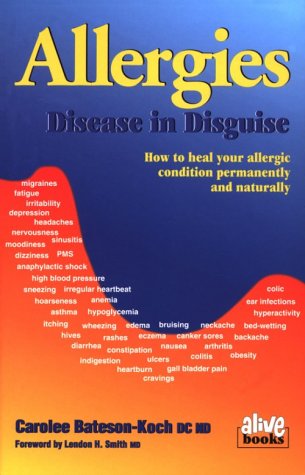 Allergies
Disease in Disguise
How to heal your allergic
condition permanently
and naturally
migraines
fatigue
irritability
depression
headaches
nervousness
moodiness sinusitis
dizziness PMS
anaphylactic shock
high blood pressure
sneezing irregular heartbeat
hoarseness anemia
asthma hypoglycemia
itching wheezing edema bruising neckache bed-wetting
hives rashes eczema canker sores backache
diarrhea constipation nausea arthritis
indigestion ulcers colitis obesity
heartburn gall bladder pain
cravings
colic
ear infections
hyperactivity
Carolee Bateson-Koch DC ND
Foreword by Lendon H. Smith MD
alive
books